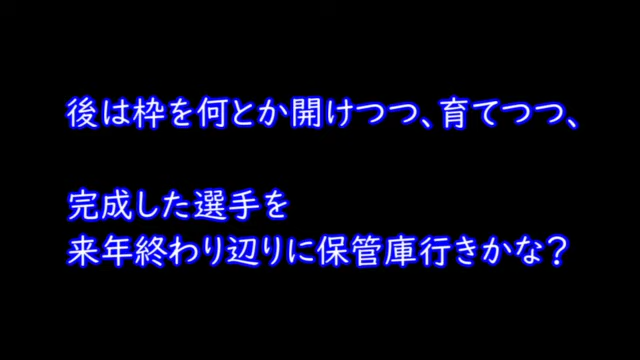 後は枠を何とか開けつつ、育てつつ、
完成した選手を
来年終わり辺りに保管庫行きかな？